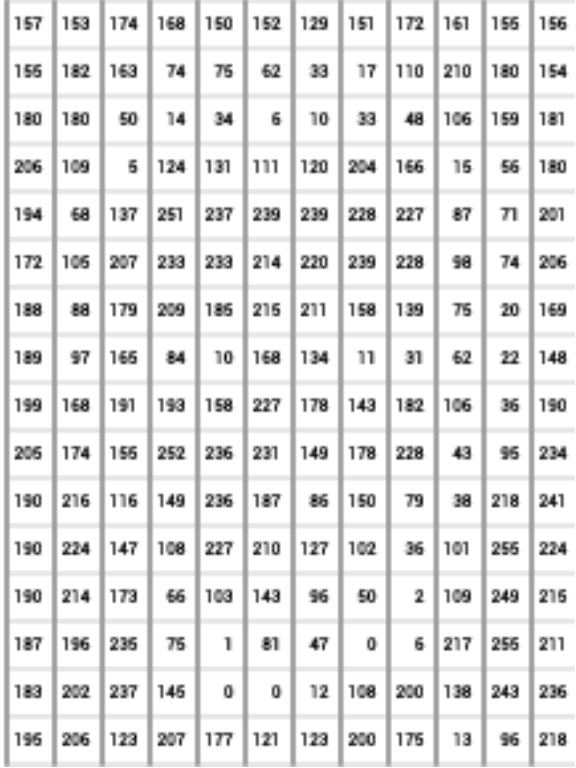 157 153 174 168 150 152 129 151 172 161 155 156
155 182 163 74 75 62 33 17 110 210 180 154
180 180 50 14 34 6 10 33 48 106 159 181
206 109 5 124 131 111 120 204 166 15 56 180
194 68 137 251 237 239 239 228 227 87 71 201
172 105 207 233 233 214 220 239 228 98 74 206
188 88 179 209 185 215 211 158 139 75 20 169
189 97 165 84 10 168 134 11 31 62 22 148
199 168 191 193 158 227 178 143 182 106 36 190
205 174 155 252 236 231 149 178 228 43 95 234
190 216 116 149 236 187 86 150 79 38 218 241
190 224 147 108 227 210 127 102 36 101 255 224
190 214 173 66 103 143 96 50 2 109 249 215
187 196 235 75 1 81 47 0 6 217 255 211
183 202 237 145 0 0 12 108 200 138 243 236
195 206 123 207 177 121 123 200 175 13 96 218